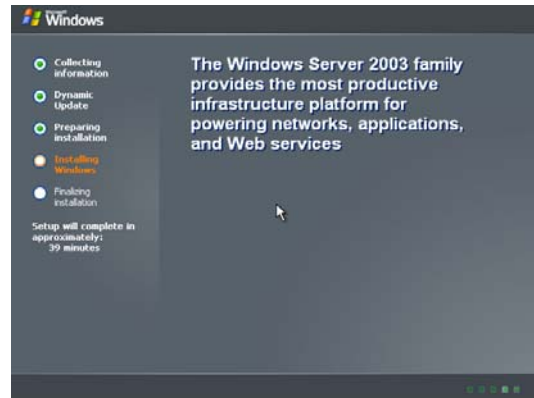 Microsoft
Windows
Collecting
information
Dynamic
Update
Preparing
installation
Installing
Windows
Finalizing
installation
Setup will complete in
approximately:
39 minutes
The Windows Server 2003 family
provides the most productive
infrastructure platform for
powering networks, applications,
and Web services